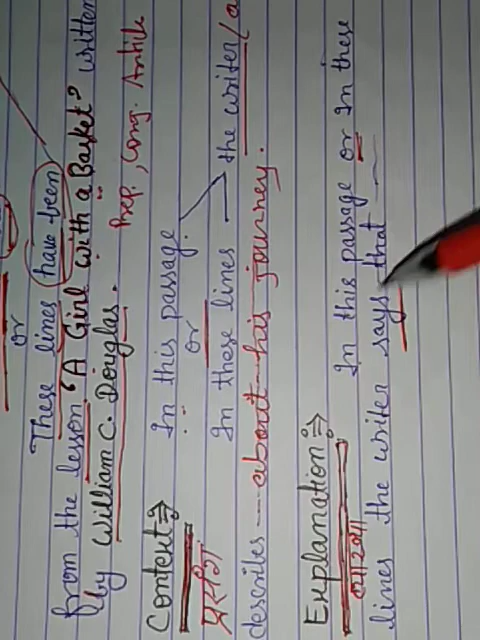 or
These lines have been
from the lesson "A Girl with a Basket" written
by William C. Douglas.
Prep., Conj. Article
Content ⇒ In this passage
प्रसंग
or
In these lines the writer (a
describes — about his journey.
Explanation ⇒ In this passage or In these
व्याख्या
lines the writer says that —